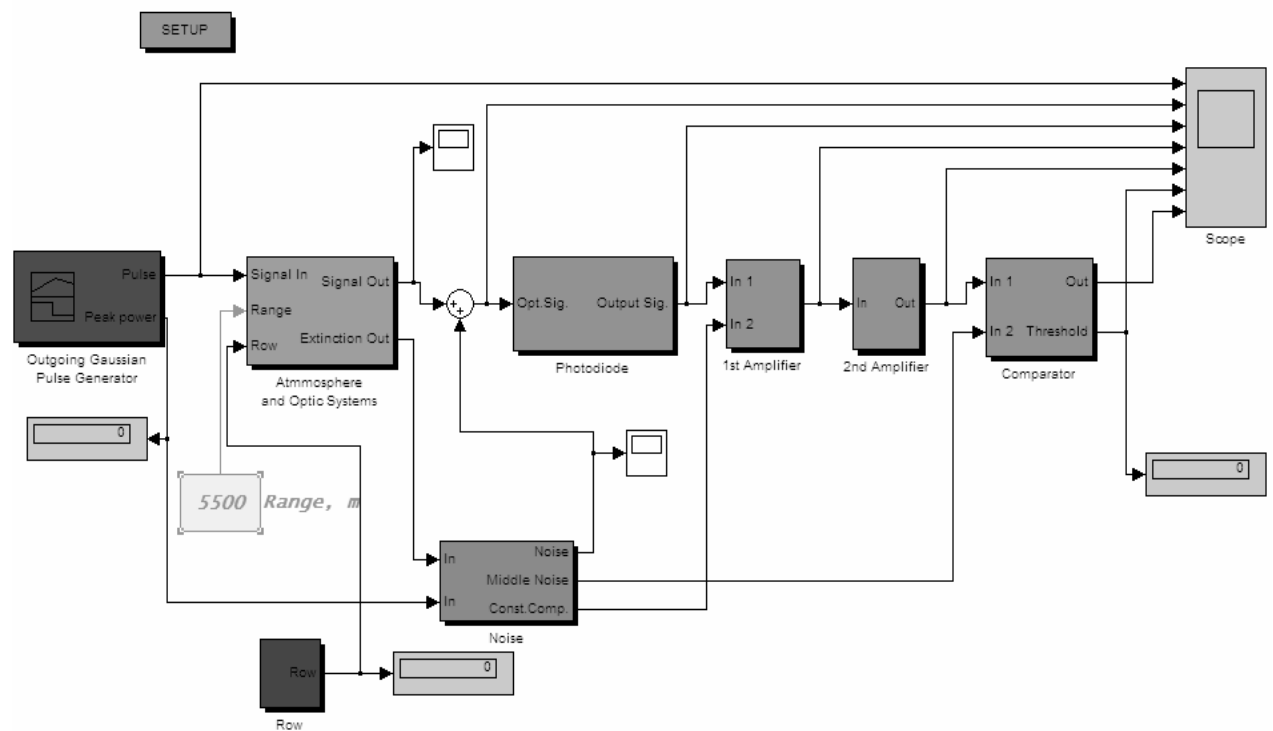 SETUP
Scope
Pulse
Peak power
Outgoing Gaussian
Pulse Generator
Signal In
Range
Row
Signal Out
Extinction Out
Atmmosphere
and Optic Systems
+
+
Opt.Sig.
Output Sig.
Photodiode
In 1
In 2
1st Amplifier
In
Out
2nd Amplifier
In 1
In 2
Out
Threshold
Comparator
0
0
5500 Range, m
In
In
Noise
Middle Noise
Const.Comp.
Noise
Row
Row
0